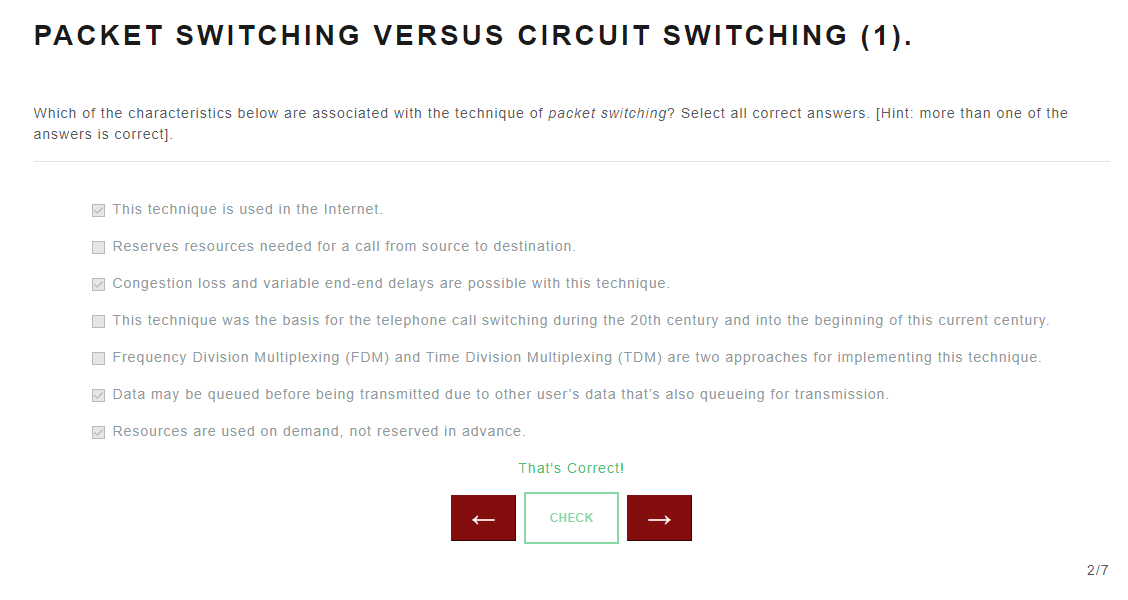 PACKET SWITCHING VERSUS CIRCUIT SWITCHING (1).
Which of the characteristics below are associated with the technique of packet switching? Select all correct answers. [Hint: more than one of the
answers is correct].
This technique is used in the Internet.
Reserves resources needed for a call from source to destination.
Congestion loss and variable end-end delays are possible with this technique.
This technique was the basis for the telephone call switching during the 20th century and into the beginning of this current century.
Frequency Division Multiplexing (FDM) and Time Division Multiplexing (TDM) are two approaches for implementing this technique.
Data may be queued before being transmitted due to other user's data that's also queueing for transmission.
Resources are used on demand, not reserved in advance.
That's Correct!
← CHECK →
2/7